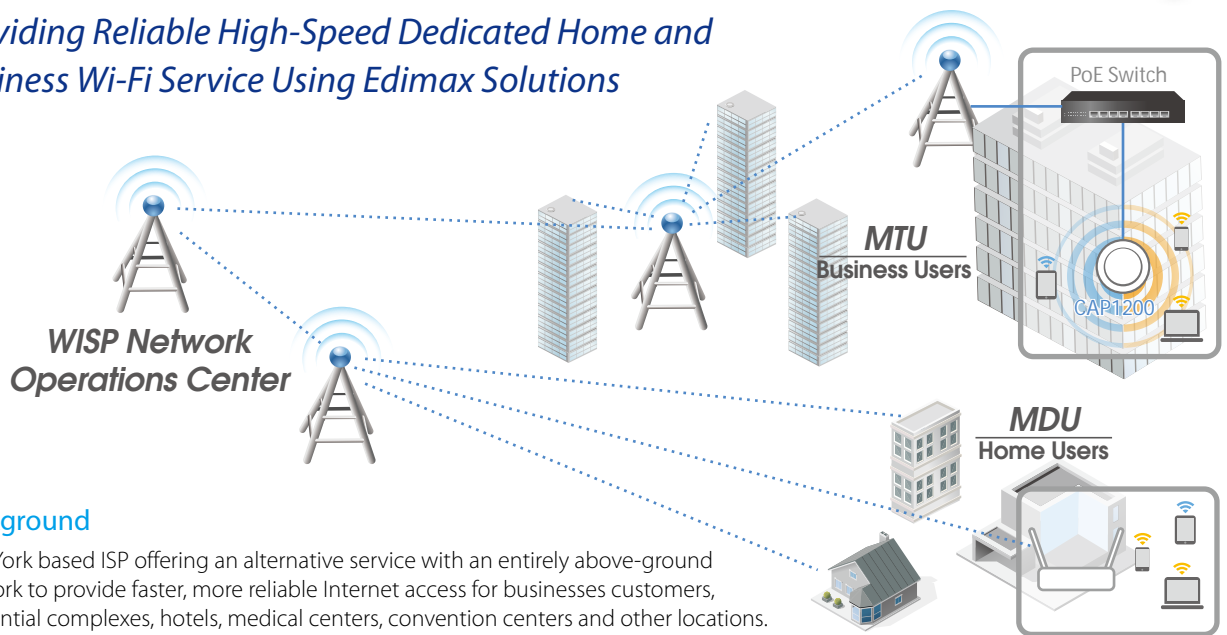 viding Reliable High-Speed Dedicated Home and
iness Wi-Fi Service Using Edimax Solutions
PoE Switch
MTU
Business Users
CAP1200
WISP Network
Operations Center
MDU
Home Users
ground
York based ISP offering an alternative service with an entirely above-ground
ork to provide faster, more reliable Internet access for businesses customers,
ntial complexes, hotels, medical centers, convention centers and other locations.